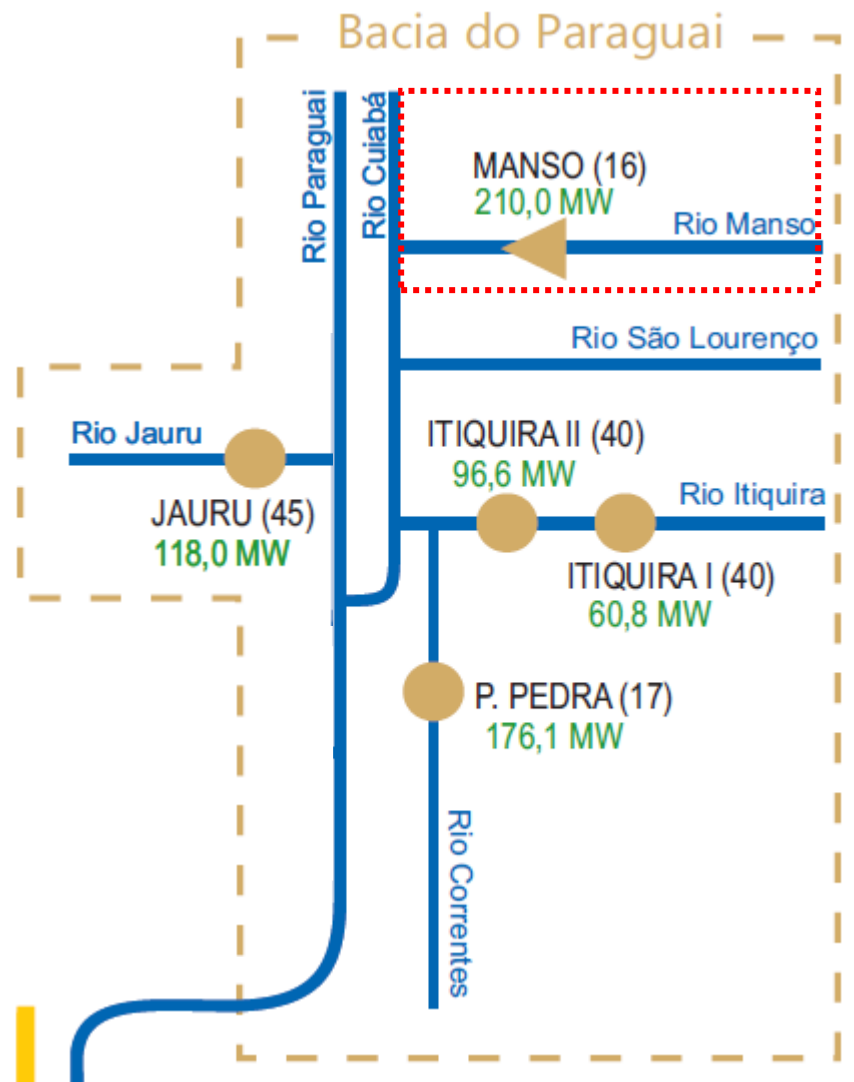 Bacia do Paraguai
Rio Paraguai
Rio Cuiabá
MANSO (16)
210,0 MW
Rio Manso
Rio São Lourenço
Rio Jauru
JAURU (45)
118,0 MW
ITIQUIRA II (40)
96,6 MW
Rio Itiquira
ITIQUIRA I (40)
60,8 MW
P. PEDRA (17)
176,1 MW
Rio Correntes